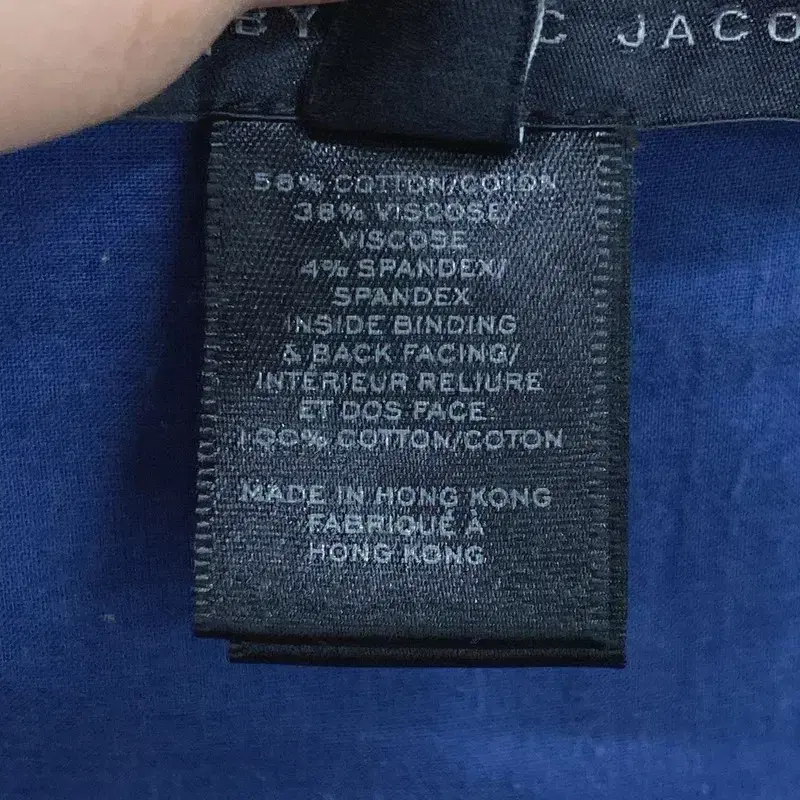 BY C JACO
58% COTTON/COTON
38% VISCOSE/
VISCOSE
4% SPANDEX/
SPANDEX
INSIDE BINDING
& BACK FACING/
INTÉRIEUR RELIURE
ET DOS FACE:
100% COTTON/COTON
MADE IN HONG KONG
FABRIQUÉ À
HONG KONG